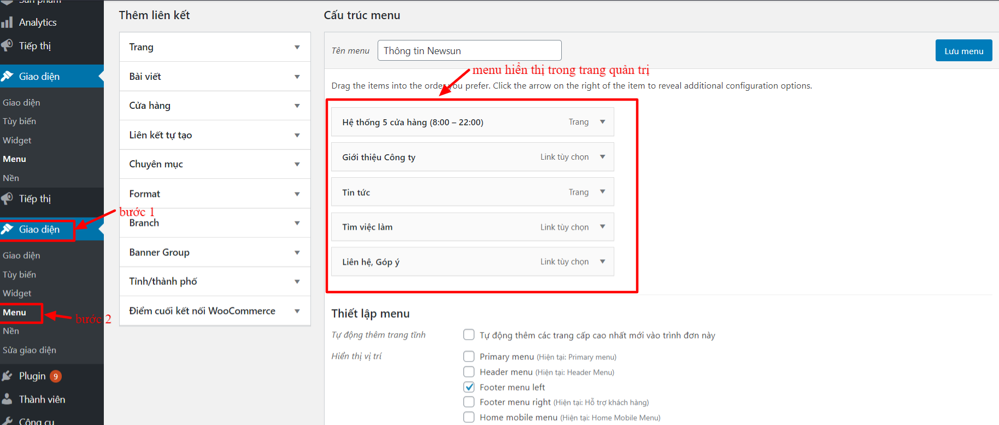 Sản phẩm
Analytics
Tiếp thị
Giao diện
Giao diện
Tùy biến
Widget
Menu
Nền
Tiếp thị
Giao diện
Giao diện
Tùy biến
Widget
Menu
Nền
Sửa giao diện
Plugin 9
Thành viên
Công cụ
bước 1
bước 2
Thêm liên kết
Trang
Bài viết
Cửa hàng
Liên kết tự tạo
Chuyên mục
Format
Branch
Banner Group
Tỉnh/thành phố
Điểm cuối kết nối WooCommerce
Cấu trúc menu
Tên menu Thông tin Newsun
Lưu menu
menu hiển thị trong trang quản trị
Drag the items into the order you prefer. Click the arrow on the right of the item to reveal additional configuration options.
Hệ thống 5 cửa hàng (8:00 – 22:00) Trang
Giới thiệu Công ty Link tùy chọn
Tin tức Trang
Tìm việc làm Link tùy chọn
Liên hệ, Góp ý Link tùy chọn
Thiết lập menu
Tự động thêm trang tĩnh Tự động thêm các trang cấp cao nhất mới vào trình đơn này
Hiển thị vị trí Primary menu (Hiện tại: Primary menu)
Header menu (Hiện tại: Header Menu)
Footer menu left
Footer menu right (Hiện tại: Hỗ trợ khách hàng)
Home mobile menu (Hiện tại: Home Mobile Menu)